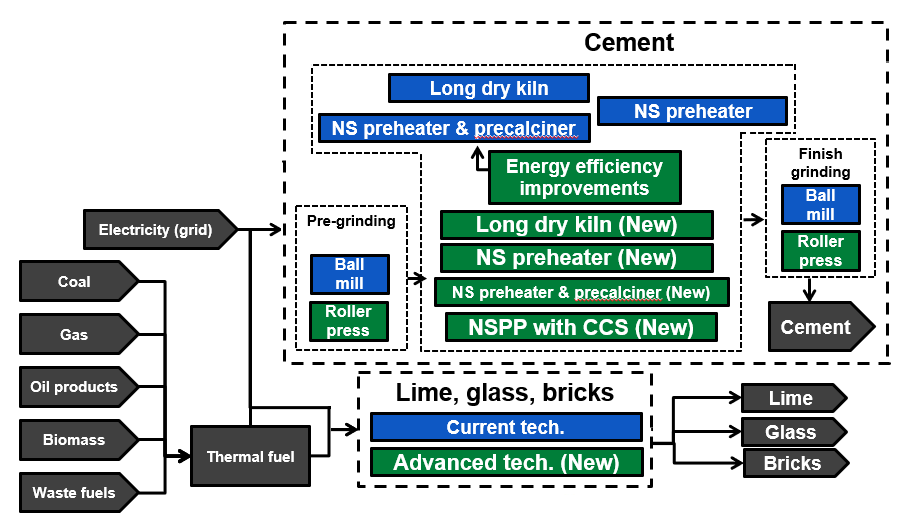 Cement
Long dry kiln
NS preheater
NS preheater & precalciner
Energy efficiency
improvements
Finish
grinding
Ball
mill
Roller
press
Pre-grinding
Ball
mill
Roller
press
Long dry kiln (New)
NS preheater (New)
NS preheater & precalciner (New)
NSPP with CCS (New)
Cement
Electricity (grid)
Coal
Gas
Oil products
Biomass
Waste fuels
Thermal fuel
Lime, glass, bricks
Current tech.
Advanced tech. (New)
Lime
Glass
Bricks